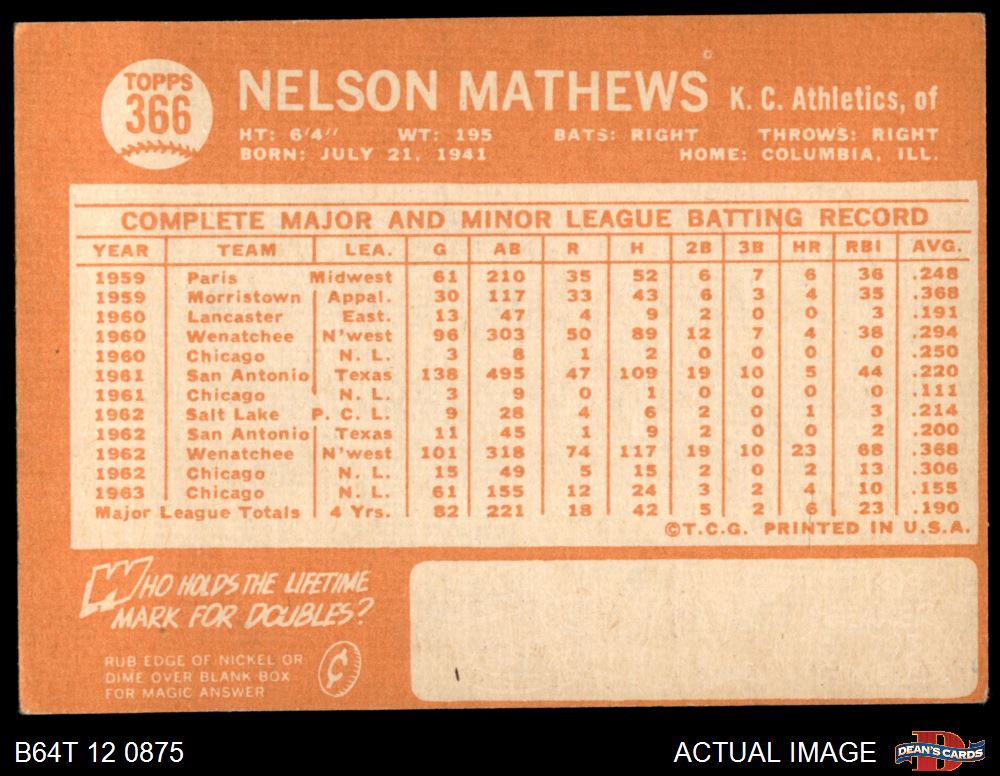 TOPPS
366
NELSON MATHEWS K. C. Athletics, of
HT: 6'4" WT: 195 BATS: RIGHT THROWS: RIGHT
BORN: JULY 21, 1941 HOME: COLUMBIA, ILL.
COMPLETE MAJOR AND MINOR LEAGUE BATTING RECORD
YEAR TEAM LEA. G AB R H 2B 3B HR RBI AVG.
1959 Paris Midwest 61 210 35 52 6 7 6 36 .248
1959 Morristown Appal. 30 117 33 43 6 3 4 35 .368
1960 Lancaster East. 13 47 4 9 2 0 0 3 .191
1960 Wenatchee N'west 96 303 50 89 12 7 4 38 .294
1960 Chicago N. L. 3 8 1 2 0 0 0 0 .250
1961 San Antonio Texas 138 495 47 109 19 10 5 44 .220
1961 Chicago N. L. 3 9 0 1 0 0 0 0 .111
1962 Salt Lake P. C. L. 9 28 4 6 2 0 1 3 .214
1962 San Antonio Texas 11 45 1 9 2 0 0 2 .200
1962 Wenatchee N'west 101 318 74 117 19 10 23 68 .368
1962 Chicago N. L. 15 49 5 15 2 0 2 13 .306
1963 Chicago N. L. 61 155 12 24 3 2 4 10 .155
Major League Totals 4 Yrs. 82 221 18 42 5 2 6 23 .190
©T.C.G. PRINTED IN U.S.A.
WHO HOLDS THE LIFETIME
MARK FOR DOUBLES?
RUB EDGE OF NICKEL OR
DIME OVER BLANK BOX
FOR MAGIC ANSWER
¢
B64T 12 0875
ACTUAL IMAGE
D
DEAN'S CARDS